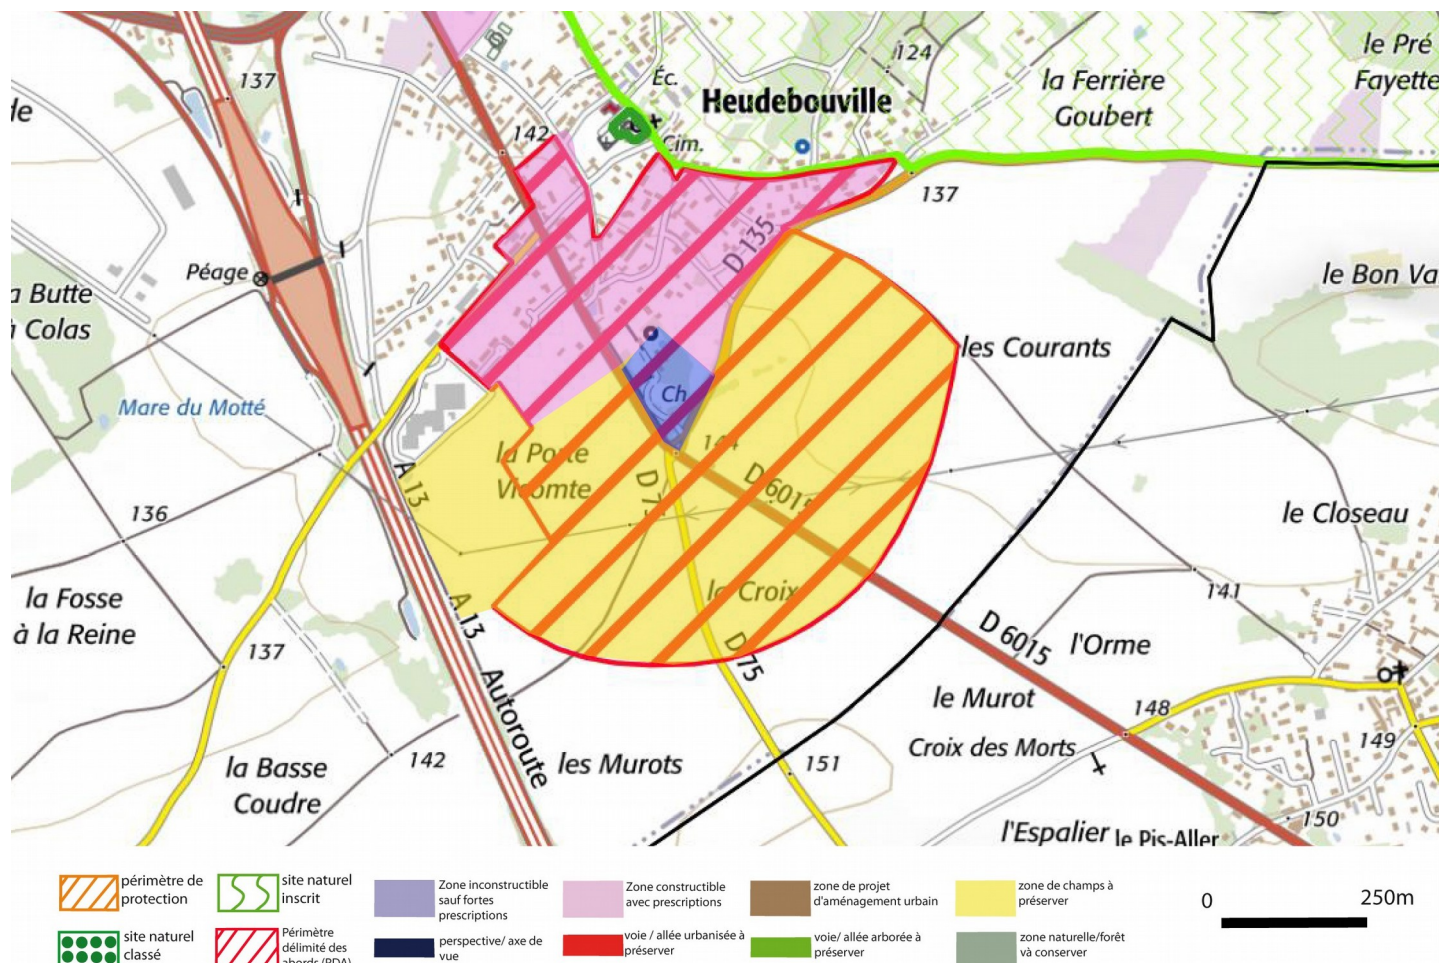 le Pré
Fayette
124
la Ferrière
Goubert
Éc.
137
Heudebouville
de
142
Cim.
137
D 135
Péage
le Bon Va
a Butte
à Colas
les Courants
Mare du Motté
Ch
144
la Porte
Vicomte
A 13
D 75
D 6015
136
le Closeau
la Fosse
à la Reine
la Croix
141
A 13
D 6015
l'Orme
137
D 75
Autoroute
le Murot
148
Croix des Morts
149
142
la Basse
Coudre
les Murots
151
150
l'Espalier
le Pis-Aller
périmètre de
protection
site naturel
inscrit
Zone inconstructible
sauf fortes
prescriptions
Zone constructible
avec prescriptions
zone de projet
d'aménagement urbain
zone de champs à
préserver
0
250m
site naturel
classé
Périmètre
délimité des
abords (PDA)
perspective/ axe de
vue
voie / allée urbanisée à
préserver
voie/ allée arborée à
préserver
zone naturelle/forêt
và conserver